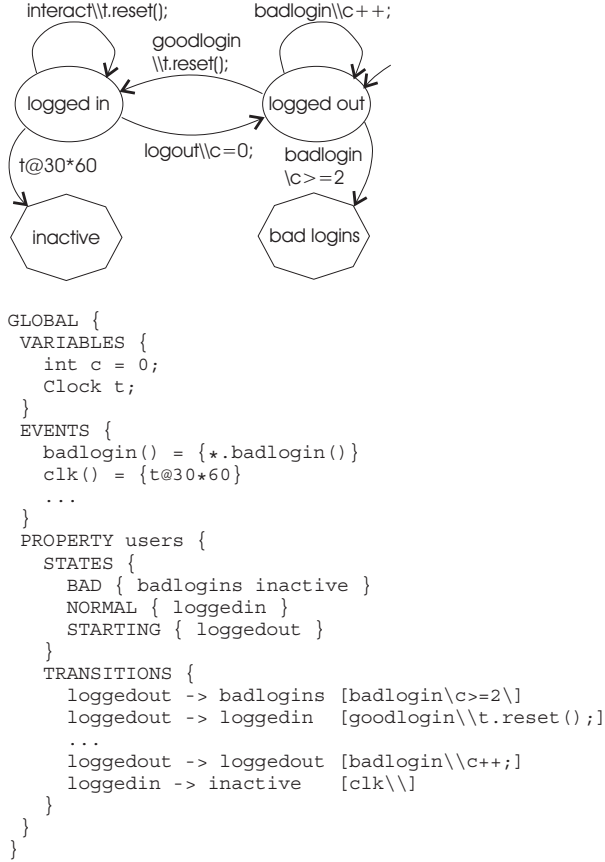 interact\\t.reset();
badlogin\\c++;
goodlogin
\\t.reset();
logged in
logged out
logout\\c=0;
badlogin
\c>=2
t@30*60
inactive
bad logins
GLOBAL {
VARIABLES {
int c = 0;
Clock t;
}
EVENTS {
badlogin() = {*.badlogin()}
clk() = {t@30*60}
...
}
PROPERTY users {
STATES {
BAD { badlogins inactive }
NORMAL { loggedin }
STARTING { loggedout }
}
TRANSITIONS {
loggedout -> badlogins [badlogin\c>=2\]
loggedout -> loggedin [goodlogin\\t.reset();]
...
loggedout -> loggedout [badlogin\\c++;]
loggedin -> inactive [clk\\]
}
}
}